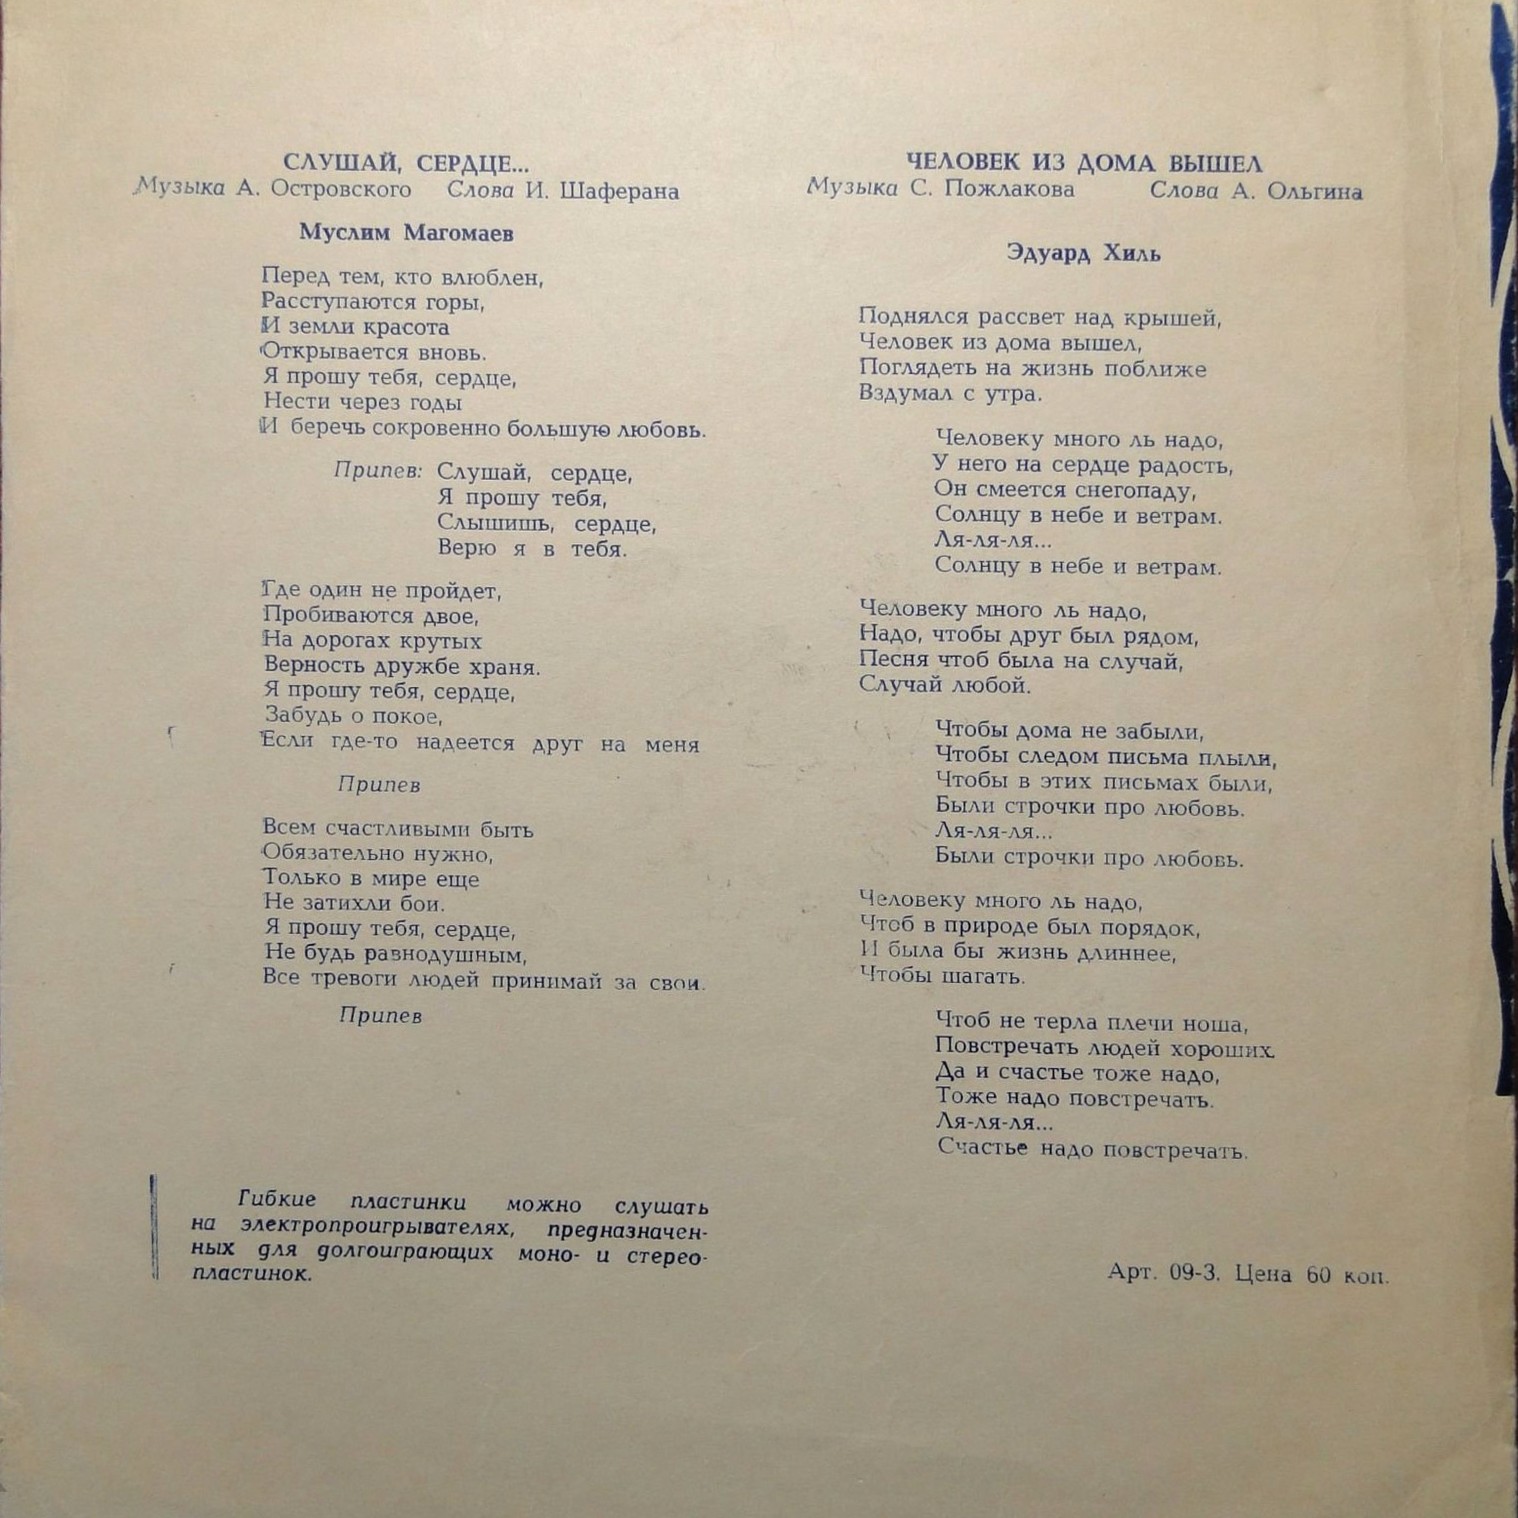 СЛУШАЙ, СЕРДЦЕ...
Музыка А. Островского Слова И. Шаферана
Муслим Магомаев
Перед тем, кто влюблен,
Расступаются горы,
И земли красота
Открывается вновь.
Я прошу тебя, сердце,
Нести через годы
И беречь сокровенно большую любовь.
Припев: Слушай, сердце,
Я прошу тебя,
Слышишь, сердце,
Верю я в тебя.
Где один не пройдет,
Пробиваются двое,
На дорогах крутых
Верность дружбе храня.
Я прошу тебя, сердце,
Забудь о покое,
Если где-то надеется друг на меня
Припев
Всем счастливыми быть
Обязательно нужно,
Только в мире еще
Не затихли бои.
Я прошу тебя, сердце,
Не будь равнодушным,
Все тревоги людей принимай за свои.
Припев
Гибкие пластинки можно слушать
на электропроигрывателях, предназначен-
ных для долгоиграющих моно- и стерео-
пластинок.
ЧЕЛОВЕК ИЗ ДОМА ВЫШЕЛ
Музыка С. Пожлакова Слова А. Ольгина
Эдуард Хиль
Поднялся рассвет над крышей,
Человек из дома вышел,
Поглядеть на жизнь поближе
Вздумал с утра.
Человеку много ль надо,
У него на сердце радость,
Он смеется снегопаду,
Солнцу в небе и ветрам.
Ля-ля-ля...
Солнцу в небе и ветрам.
Человеку много ль надо,
Надо, чтобы друг был рядом,
Песня чтоб была на случай,
Случай любой.
Чтобы дома не забыли,
Чтобы следом письма плыли,
Чтобы в этих письмах были,
Были строчки про любовь.
Ля-ля-ля...
Были строчки про любовь.
Человеку много ль надо,
Чтоб в природе был порядок,
И была бы жизнь длиннее,
Чтобы шагать.
Чтоб не терла плечи ноша,
Повстречать людей хороших.
Да и счастье тоже надо,
Тоже надо повстречать.
Ля-ля-ля...
Счастье надо повстречать.
Арт. 09-3. Цена 60 коп.